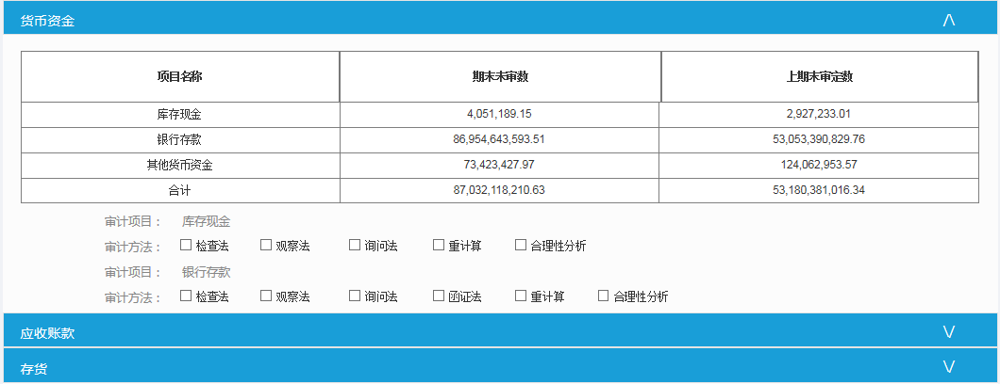 货币资金
项目名称 期末未审数 上期末审定数
库存现金 4,051,189.15 2,927,233.01
银行存款 86,954,643,593.51 53,053,390,829.76
其他货币资金 73,423,427.97 124,062,953.57
合计 87,032,118,210.63 53,180,381,016.34
审计项目： 库存现金
审计方法： 检查法 观察法 询问法 重计算 合理性分析
审计项目： 银行存款
审计方法： 检查法 观察法 询问法 函证法 重计算 合理性分析
应收账款
存货